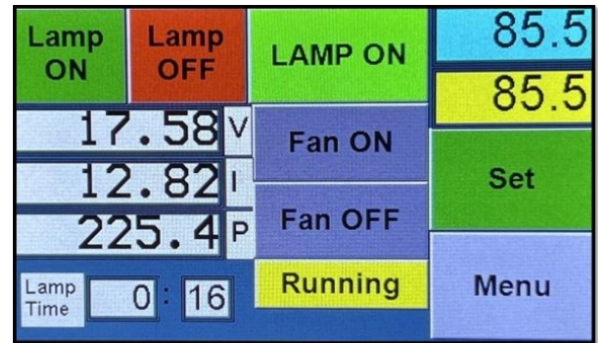 Lamp ON
Lamp OFF
LAMP ON
85.5
85.5
17.58 V
Fan ON
12.82 I
Set
Fan OFF
225.4 P
Lamp Time 0 : 16
Running
Menu